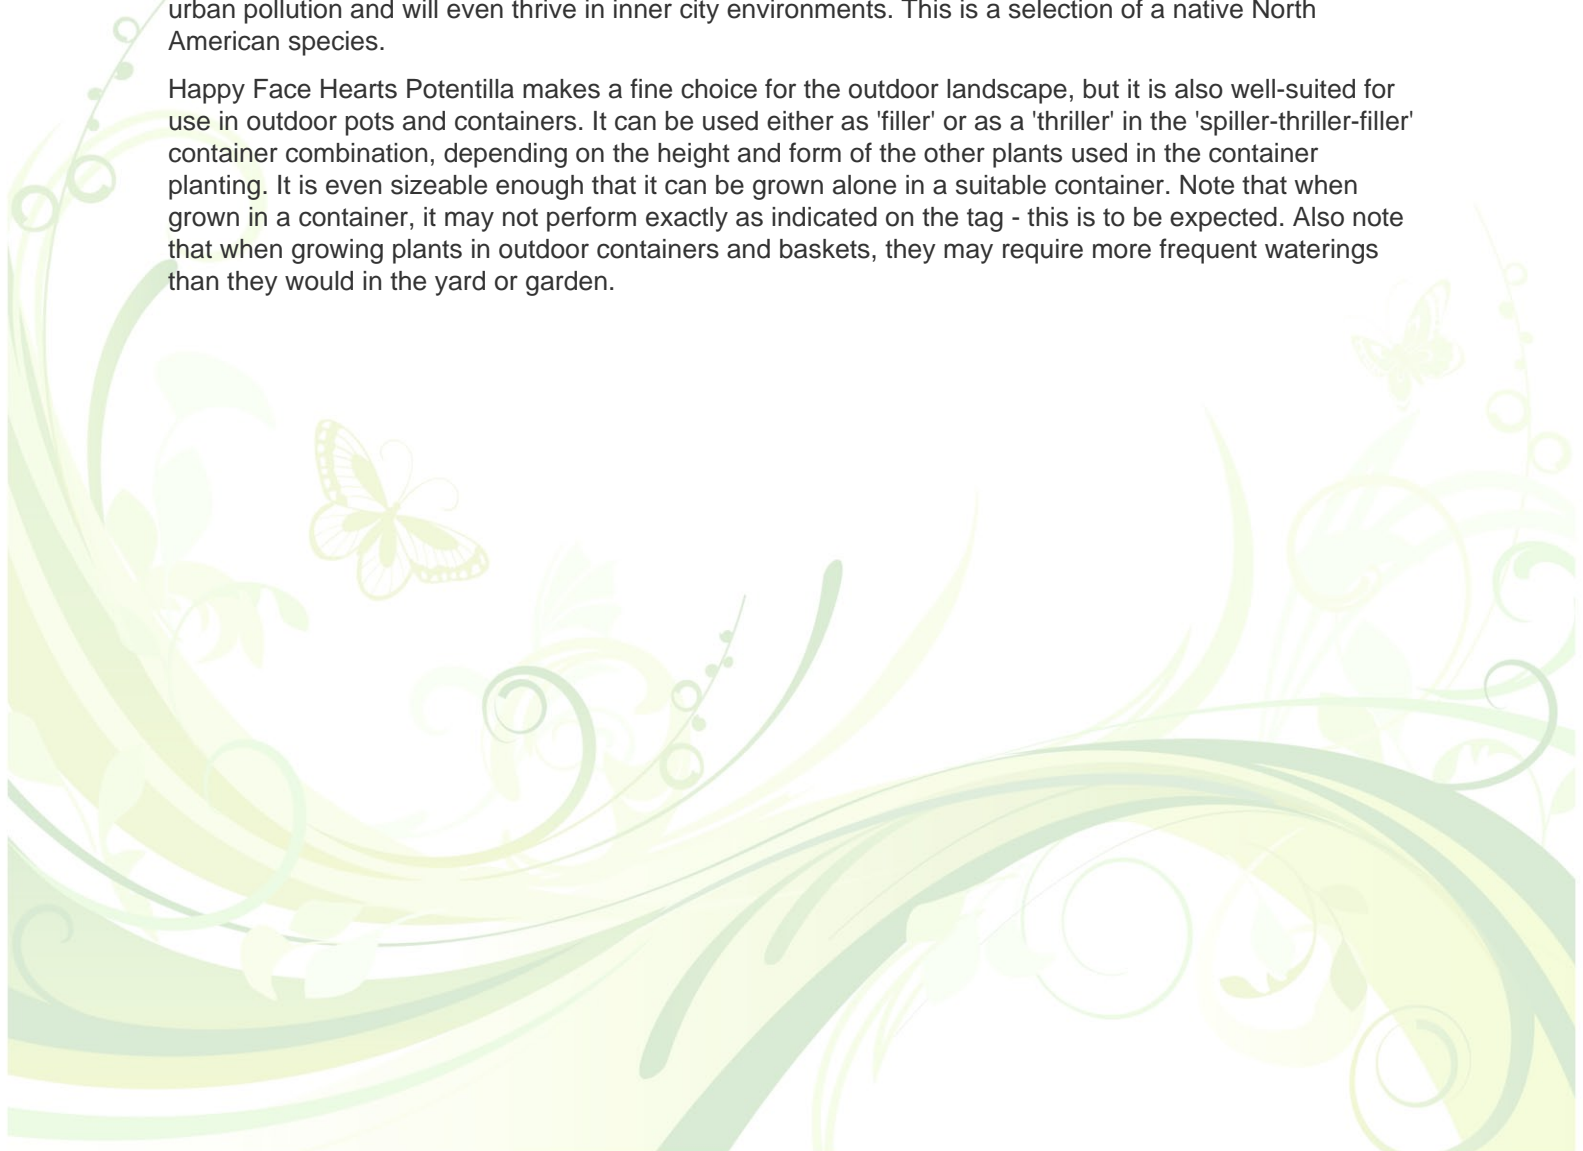 urban pollution and will even thrive in inner city environments. This is a selection of a native North
American species.
Happy Face Hearts Potentilla makes a fine choice for the outdoor landscape, but it is also well-suited for
use in outdoor pots and containers. It can be used either as 'filler' or as a 'thriller' in the 'spiller-thriller-filler'
container combination, depending on the height and form of the other plants used in the container
planting. It is even sizeable enough that it can be grown alone in a suitable container. Note that when
grown in a container, it may not perform exactly as indicated on the tag - this is to be expected. Also note
that when growing plants in outdoor containers and baskets, they may require more frequent waterings
than they would in the yard or garden.